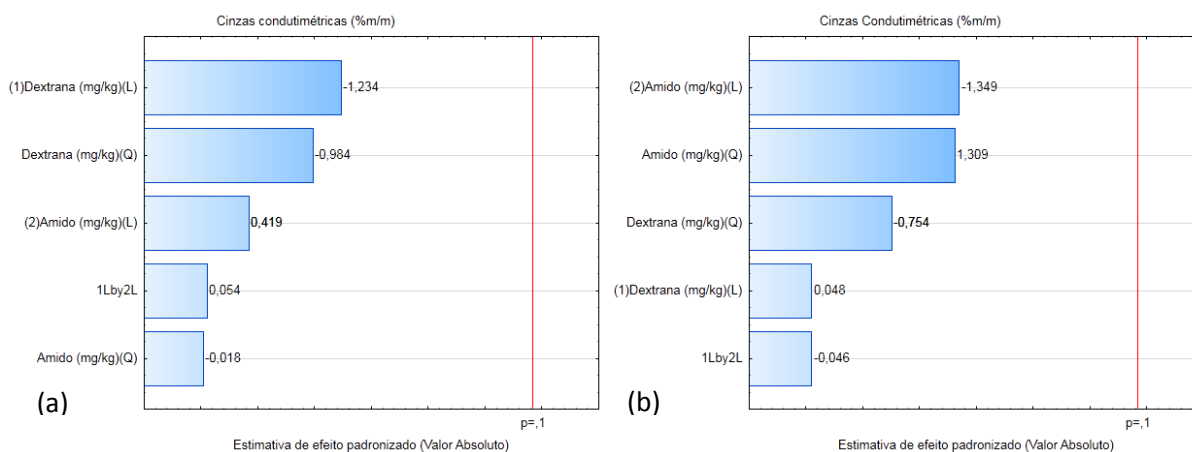 Cinzas condutimétricas (%m/m)
(1)Dextrana (mg/kg)(L)
-1,234
Dextrana (mg/kg)(Q)
-0,984
(2)Amido (mg/kg)(L)
0,419
1Lby2L
0,054
Amido (mg/kg)(Q)
-0,018
(a)
p=,1
Estimativa de efeito padronizado (Valor Absoluto)
Cinzas Condutimétricas (%m/m)
(2)Amido (mg/kg)(L)
-1,349
Amido (mg/kg)(Q)
1,309
Dextrana (mg/kg)(Q)
-0,754
(1)Dextrana (mg/kg)(L)
0,048
1Lby2L
-0,046
(b)
p=,1
Estimativa de efeito padronizado (Valor Absoluto)